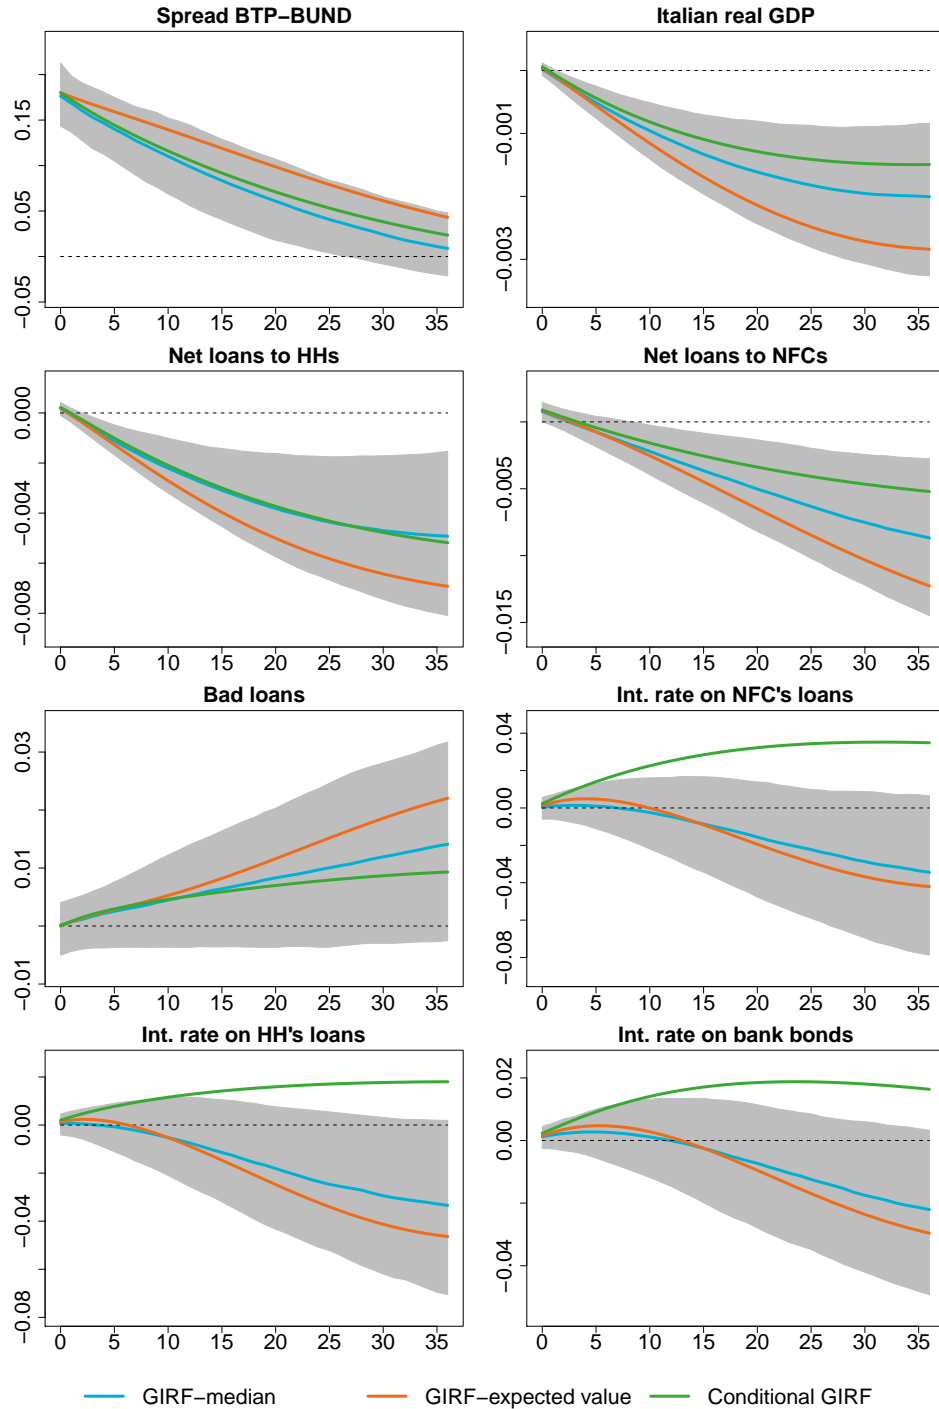 Spread BTP−BUND
Italian real GDP
0.15
0.05
−0.05
−0.001
−0.003
0 5 10 15 20 25 30 35
0 5 10 15 20 25 30 35
Net loans to HHs
Net loans to NFCs
0.000
−0.004
−0.008
−0.005
−0.015
0 5 10 15 20 25 30 35
0 5 10 15 20 25 30 35
Bad loans
Int. rate on NFC's loans
0.03
0.01
−0.01
0.04
0.00
−0.04
−0.08
0 5 10 15 20 25 30 35
0 5 10 15 20 25 30 35
Int. rate on HH's loans
Int. rate on bank bonds
0.00
−0.04
−0.08
0.02
0.00
−0.04
0 5 10 15 20 25 30 35
0 5 10 15 20 25 30 35
GIRF−median
GIRF−expected value
Conditional GIRF